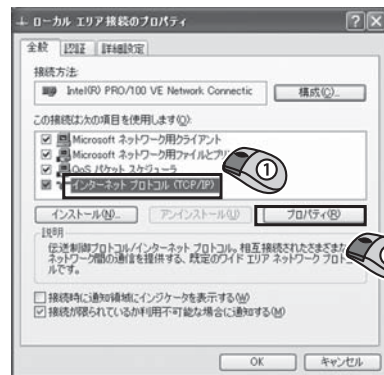 ローカル エリア接続のプロパティ
全般 認証 詳細設定
接続方法:
Intel(R) PRO/100 VE Network Connectic
構成(C)...
この接続は次の項目を使用します(O):
Microsoft ネットワーク用クライアント
Microsoft ネットワーク用ファイルとプリ
QoS パケット スケジューラ
インターネット プロトコル (TCP/IP)
①
インストール(N)... アンインストール(U) プロパティ(R)
説明
伝送制御プロトコル/インターネット プロトコル。相互接続されたさまざま
ネットワーク間の通信を提供する、既定のワイド エリア ネットワーク プロト
ルです。
接続時に通知領域にインジケータを表示する(W)
接続が限られているか利用不可能な場合に通知する(M)
OK キャンセル